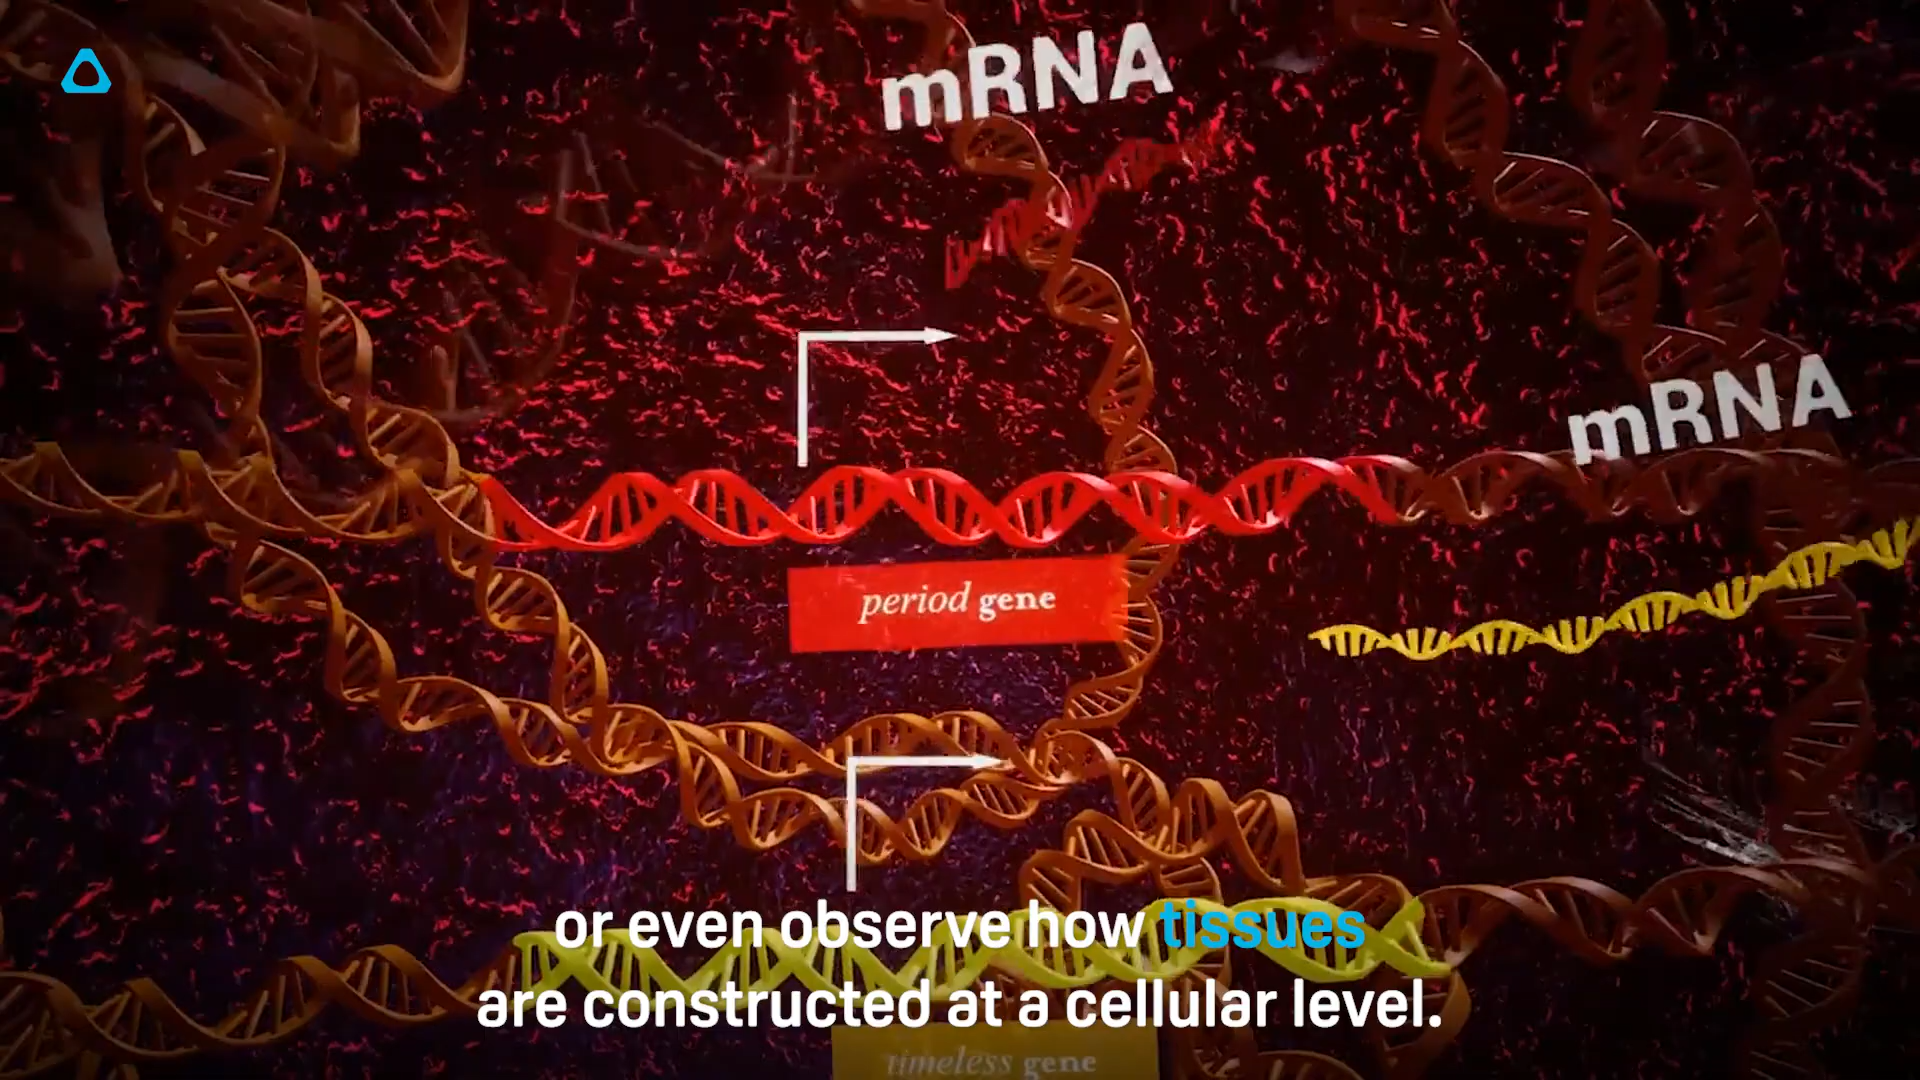 mRNA
mRNA
period gene
or even observe how tissues
are constructed at a cellular level.
timeless gene